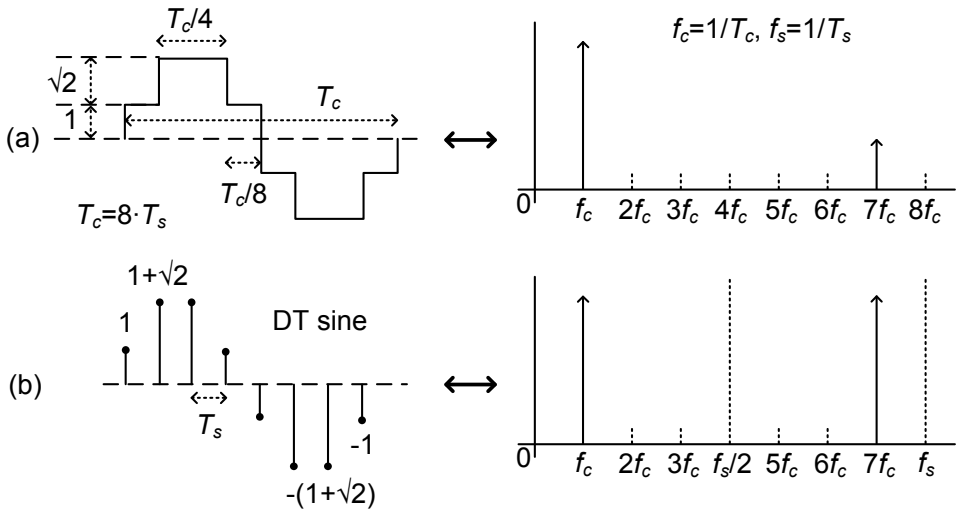 T_c/4
f_c=1/T_c, f_s=1/T_s
√2
T_c
1
(a)
T_c/8
T_c=8·T_s
0
f_c 2f_c 3f_c 4f_c 5f_c 6f_c 7f_c 8f_c
1+√2
1
DT sine
(b)
T_s
-1
-(1+√2)
0
f_c 2f_c 3f_c f_s/2 5f_c 6f_c 7f_c f_s